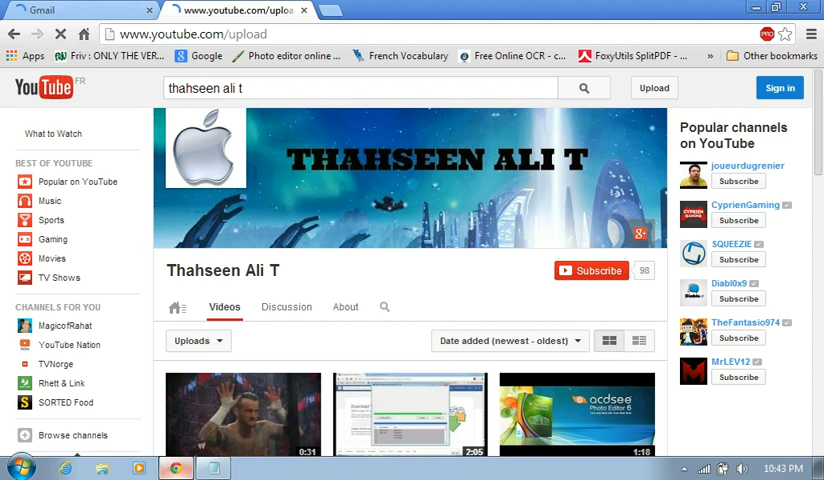 Gmail
www.youtube.com/uploa
www.youtube.com/upload
PRO
Apps
Friv : ONLY THE VER...
Google
Photo editor online ...
French Vocabulary
Free Online OCR - c...
FoxyUtils SplitPDF, ...
»
Other bookmarks
YouTube FR
thahseen ali t
Upload
Sign in
What to Watch
BEST OF YOUTUBE
Popular on YouTube
Music
Sports
Gaming
Movies
TV Shows
CHANNELS FOR YOU
MagicofRahat
YouTube Nation
TVNorge
Rhett & Link
SORTED Food
Browse channels
THAHSEEN ALI T
g+
Thahseen Ali T
Subscribe
98
Videos
Discussion
About
Uploads
Date added (newest - oldest)
0:31
2:05
acdsee
Photo Editor 6
1:18
Popular channels
on YouTube
joueurdugrenier
Subscribe
CyprienGaming
Subscribe
SQUEEZIE
Subscribe
Diabl0x9
Subscribe
TheFantasio974
Subscribe
MrLEV12
Subscribe
10:43 PM